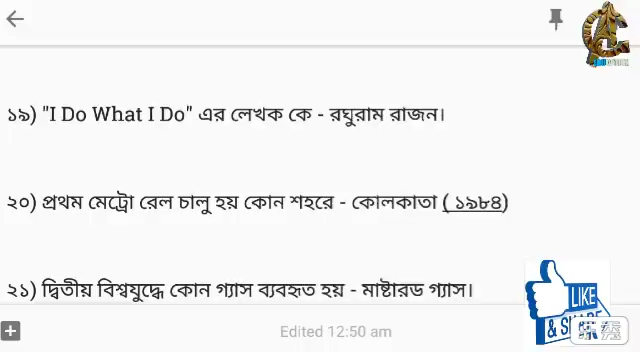 ১৯) "I Do What I Do" এর লেখক কে - রঘুরাম রাজন।
২০) প্রথম মেট্রো রেল চালু হয় কোন শহরে - কোলকাতা ( ১৯৮৪)
২১) দ্বিতীয় বিশ্বযুদ্ধে কোন গ্যাস ব্যবহৃত হয় - মাষ্টারড গ্যাস।
LIKE
&
Edited 12:50 am